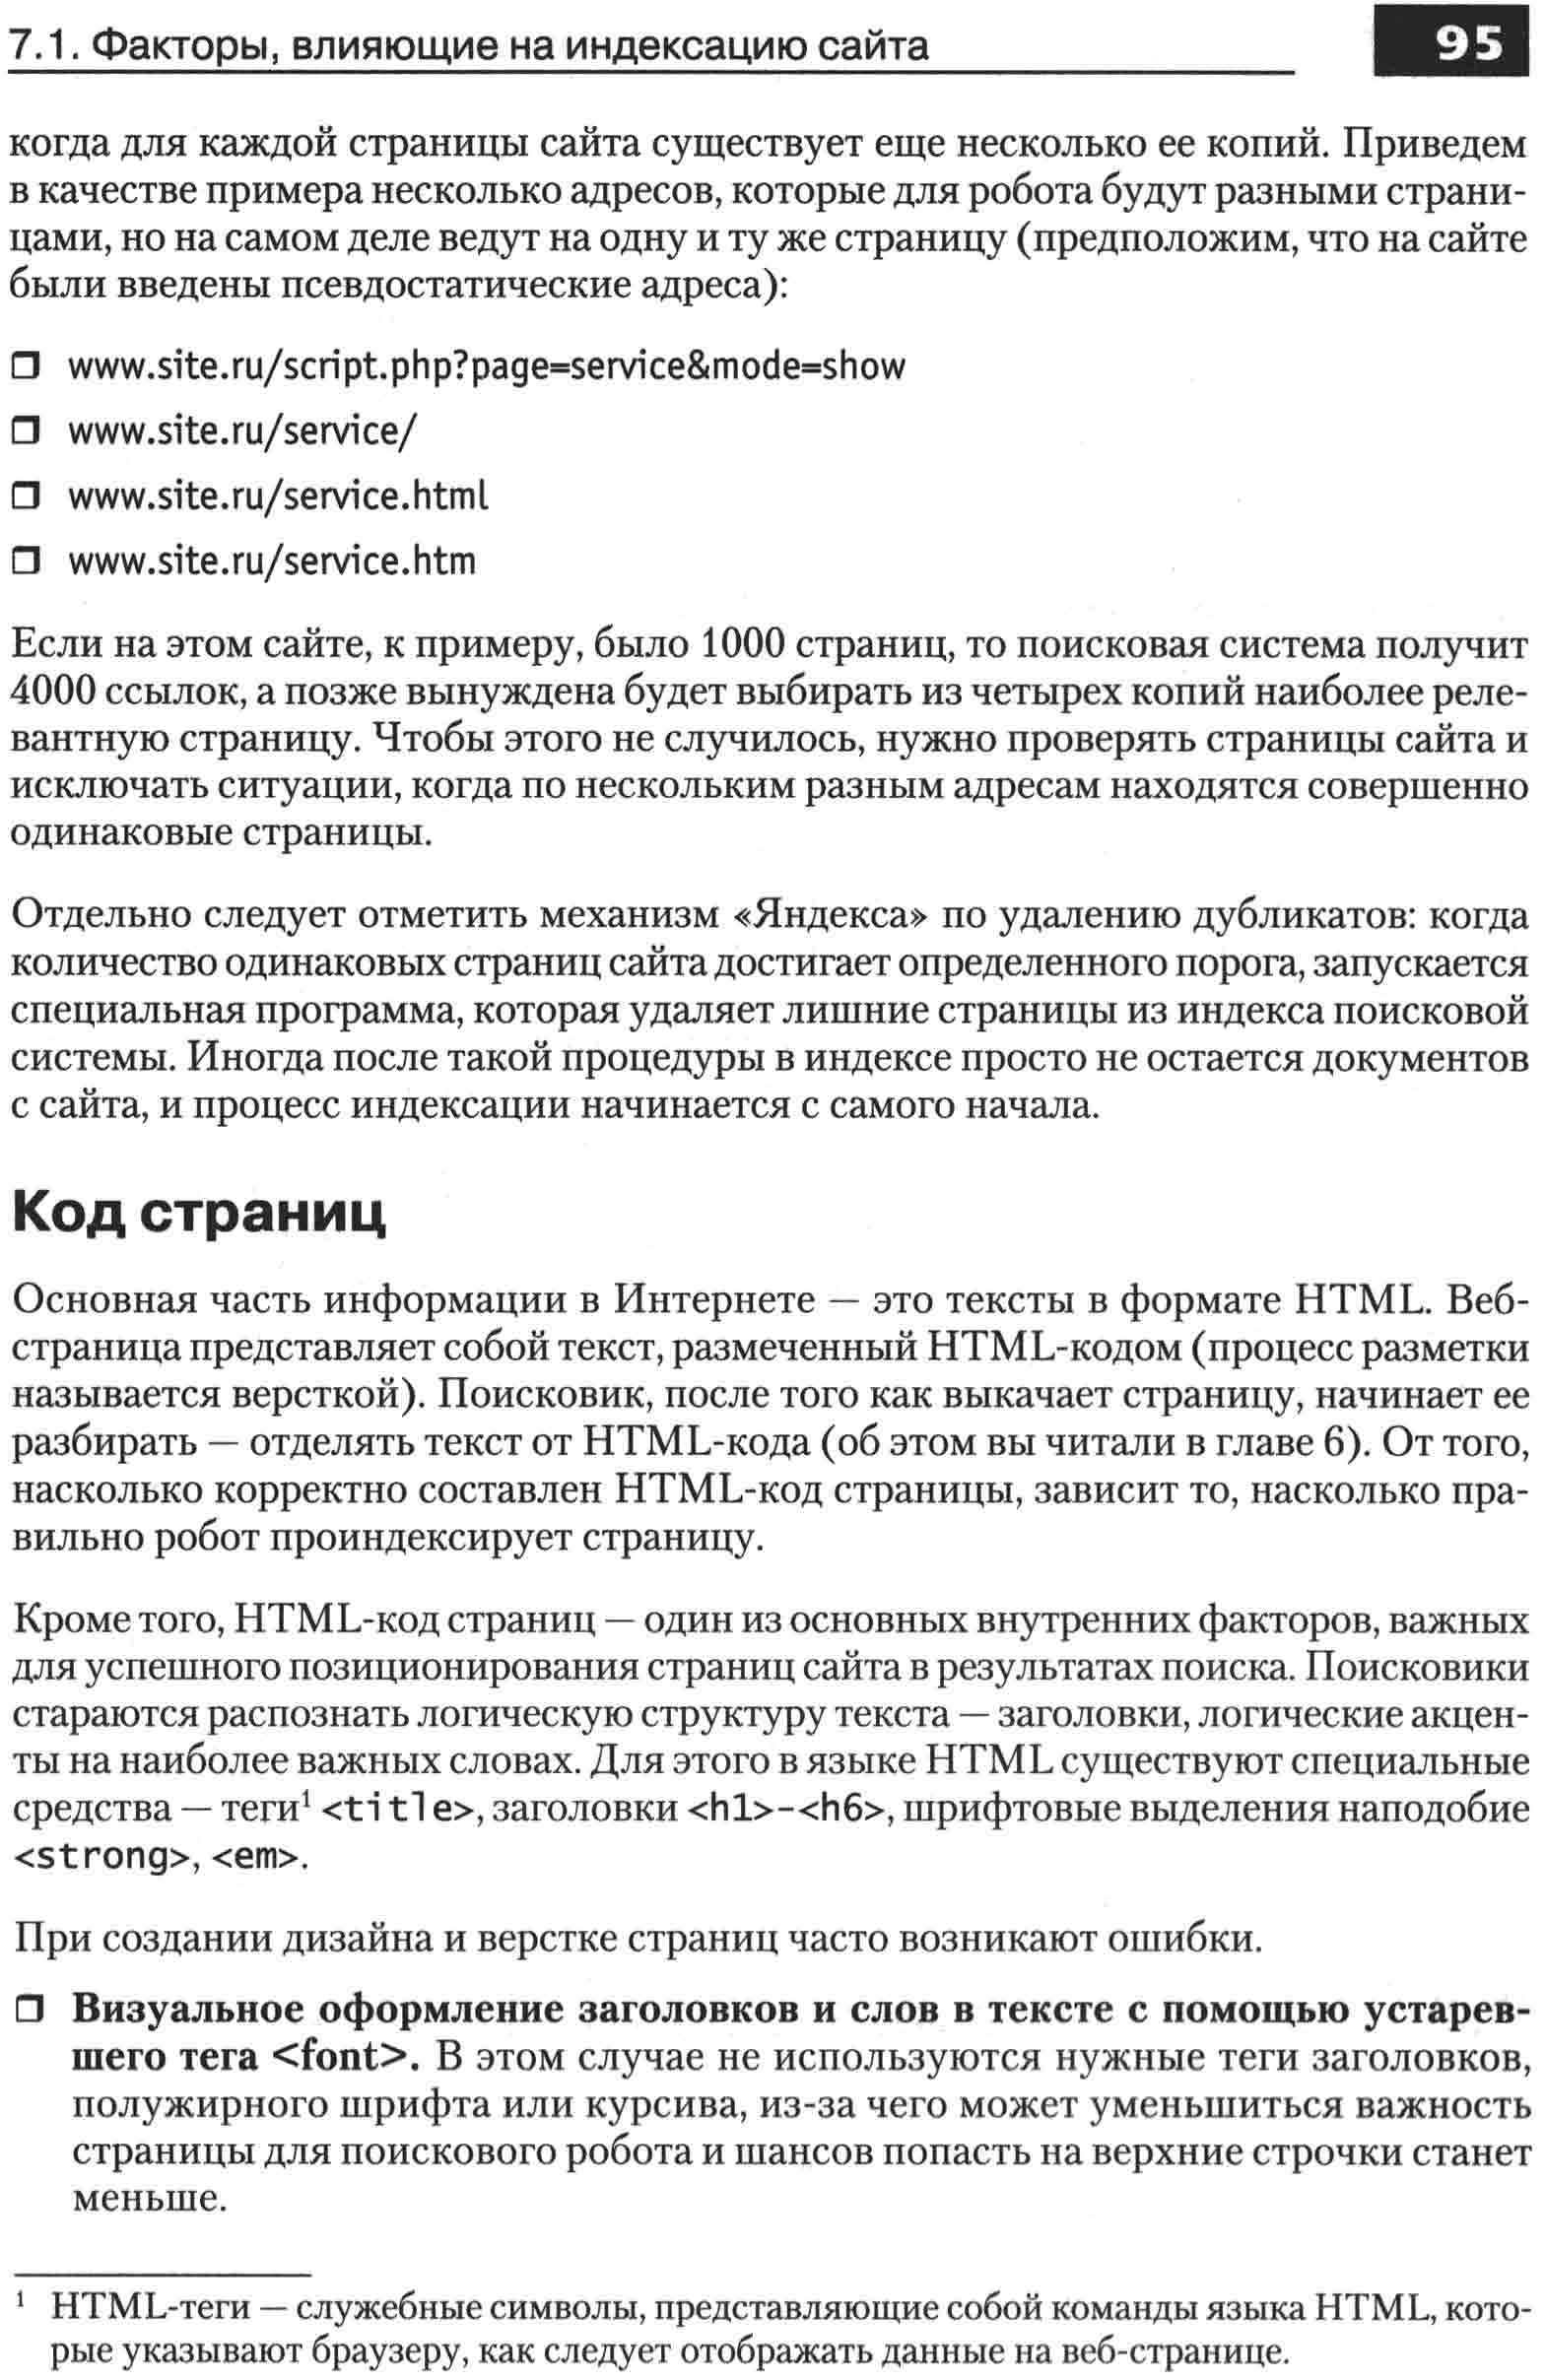 7.1. Факторы, влияющие на индексацию сайта 95
когда для каждой страницы сайта существует еще несколько ее копий. Приведем
в качестве примера несколько адресов, которые для робота будут разными страни-
цами, но на самом деле ведут на одну и ту же страницу (предположим, что на сайте
были введены псевдостатические адреса):
❒ www.site.ru/script.php?page=service&mode=show
❒ www.site.ru/service/
❒ www.site.ru/service.html
❒ www.site.ru/service.htm
Если на этом сайте, к примеру, было 1000 страниц, то поисковая система получит
4000 ссылок, а позже вынуждена будет выбирать из четырех копий наиболее реле-
вантную страницу. Чтобы этого не случилось, нужно проверять страницы сайта и
исключать ситуации, когда по нескольким разным адресам находятся совершенно
одинаковые страницы.
Отдельно следует отметить механизм «Яндекса» по удалению дубликатов: когда
количество одинаковых страниц сайта достигает определенного порога, запускается
специальная программа, которая удаляет лишние страницы из индекса поисковой
системы. Иногда после такой процедуры в индексе просто не остается документов
с сайта, и процесс индексации начинается с самого начала.
Код страниц
Основная часть информации в Интернете — это тексты в формате HTML. Веб-
страница представляет собой текст, размеченный HTML-кодом (процесс разметки
называется версткой). Поисковик, после того как выкачает страницу, начинает ее
разбирать — отделять текст от HTML-кода (об этом вы читали в главе 6). От того,
насколько корректно составлен HTML-код страницы, зависит то, насколько пра-
вильно робот проиндексирует страницу.
Кроме того, HTML-код страниц — один из основных внутренних факторов, важных
для успешного позиционирования страниц сайта в результатах поиска. Поисковики
стараются распознать логическую структуру текста — заголовки, логические акцен-
ты на наиболее важных словах. Для этого в языке HTML существуют специальные
средства — теги¹ <title>, заголовки <h1>-<h6>, шрифтовые выделения наподобие
<strong>, <em>.
При создании дизайна и верстке страниц часто возникают ошибки.
❒ Визуальное оформление заголовков и слов в тексте с помощью устарев-
шего тега <font>. В этом случае не используются нужные теги заголовков,
полужирного шрифта или курсива, из-за чего может уменьшиться важность
страницы для поискового робота и шансов попасть на верхние строчки станет
меньше.
¹ HTML-теги — служебные символы, представляющие собой команды языка HTML, кото-
рые указывают браузеру, как следует отображать данные на веб-странице.